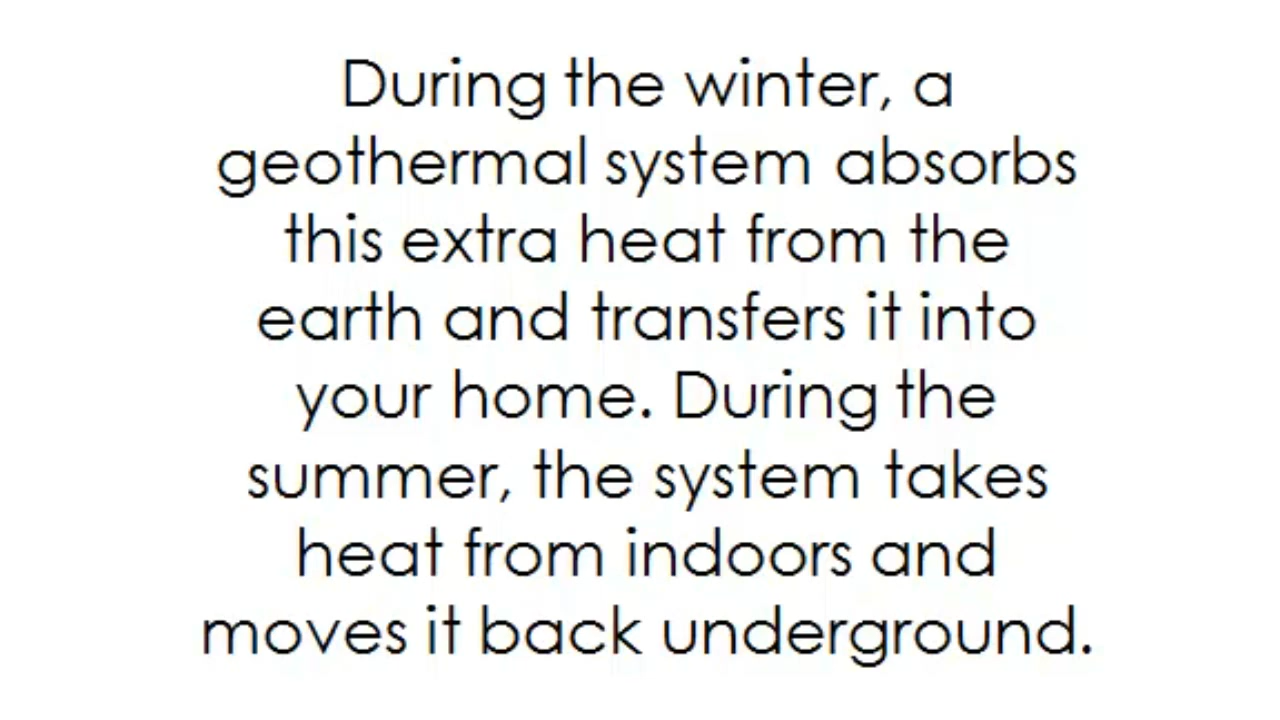 During the winter, a
geothermal system absorbs
this extra heat from the
earth and transfers it into
your home. During the
summer, the system takes
heat from indoors and
moves it back underground.